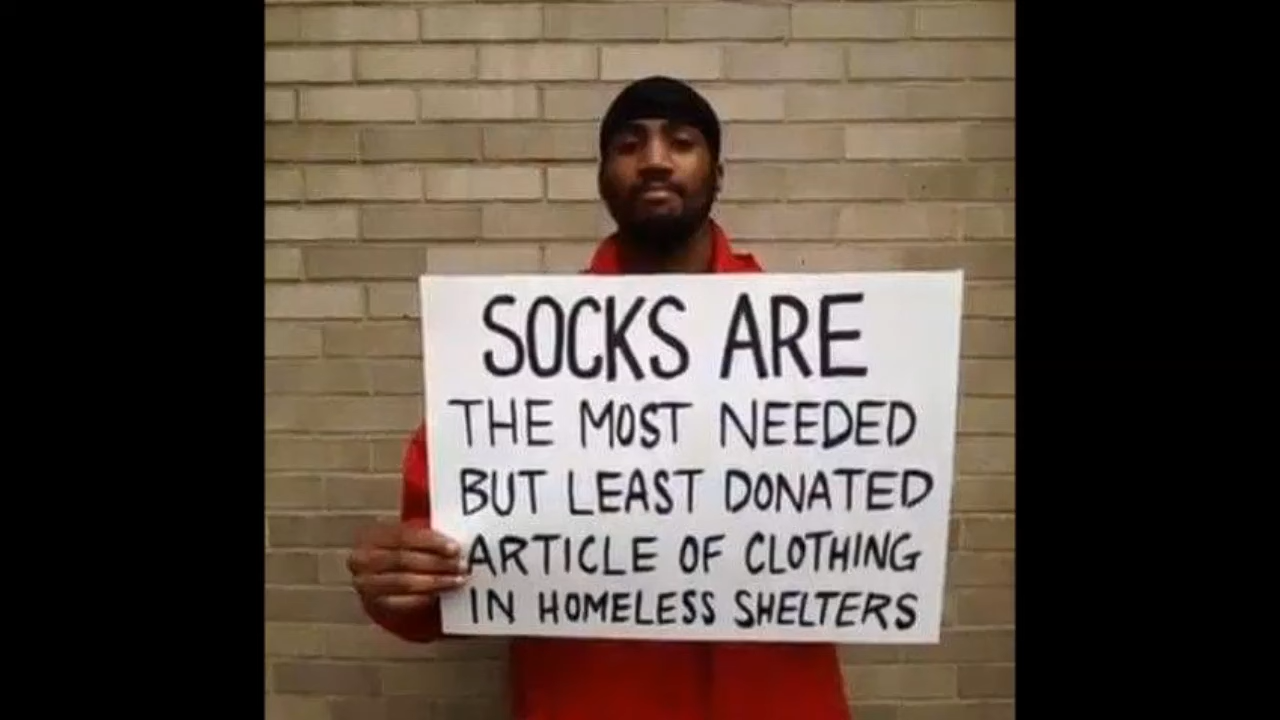 SOCKS ARE
THE MOST NEEDED
BUT LEAST DONATED
ARTICLE OF CLOTHING
IN HOMELESS SHELTERS